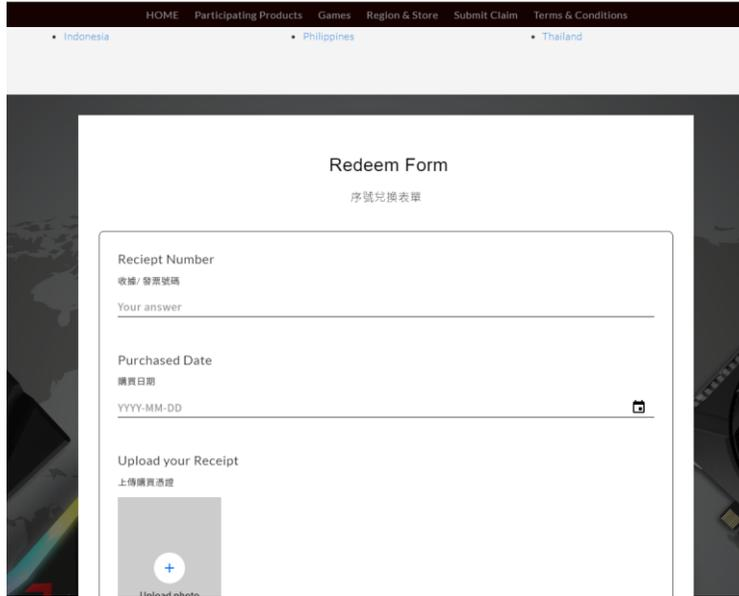 HOME Participating Products Games Region & Store Submit Claim Terms & Conditions
Indonesia Philippines Thailand
Redeem Form
序號兌換表單
Reciept Number
收據/ 發票號碼
Your answer
Purchased Date
購買日期
YYYY-MM-DD
Upload your Receipt
上傳購買憑證
Upload photo